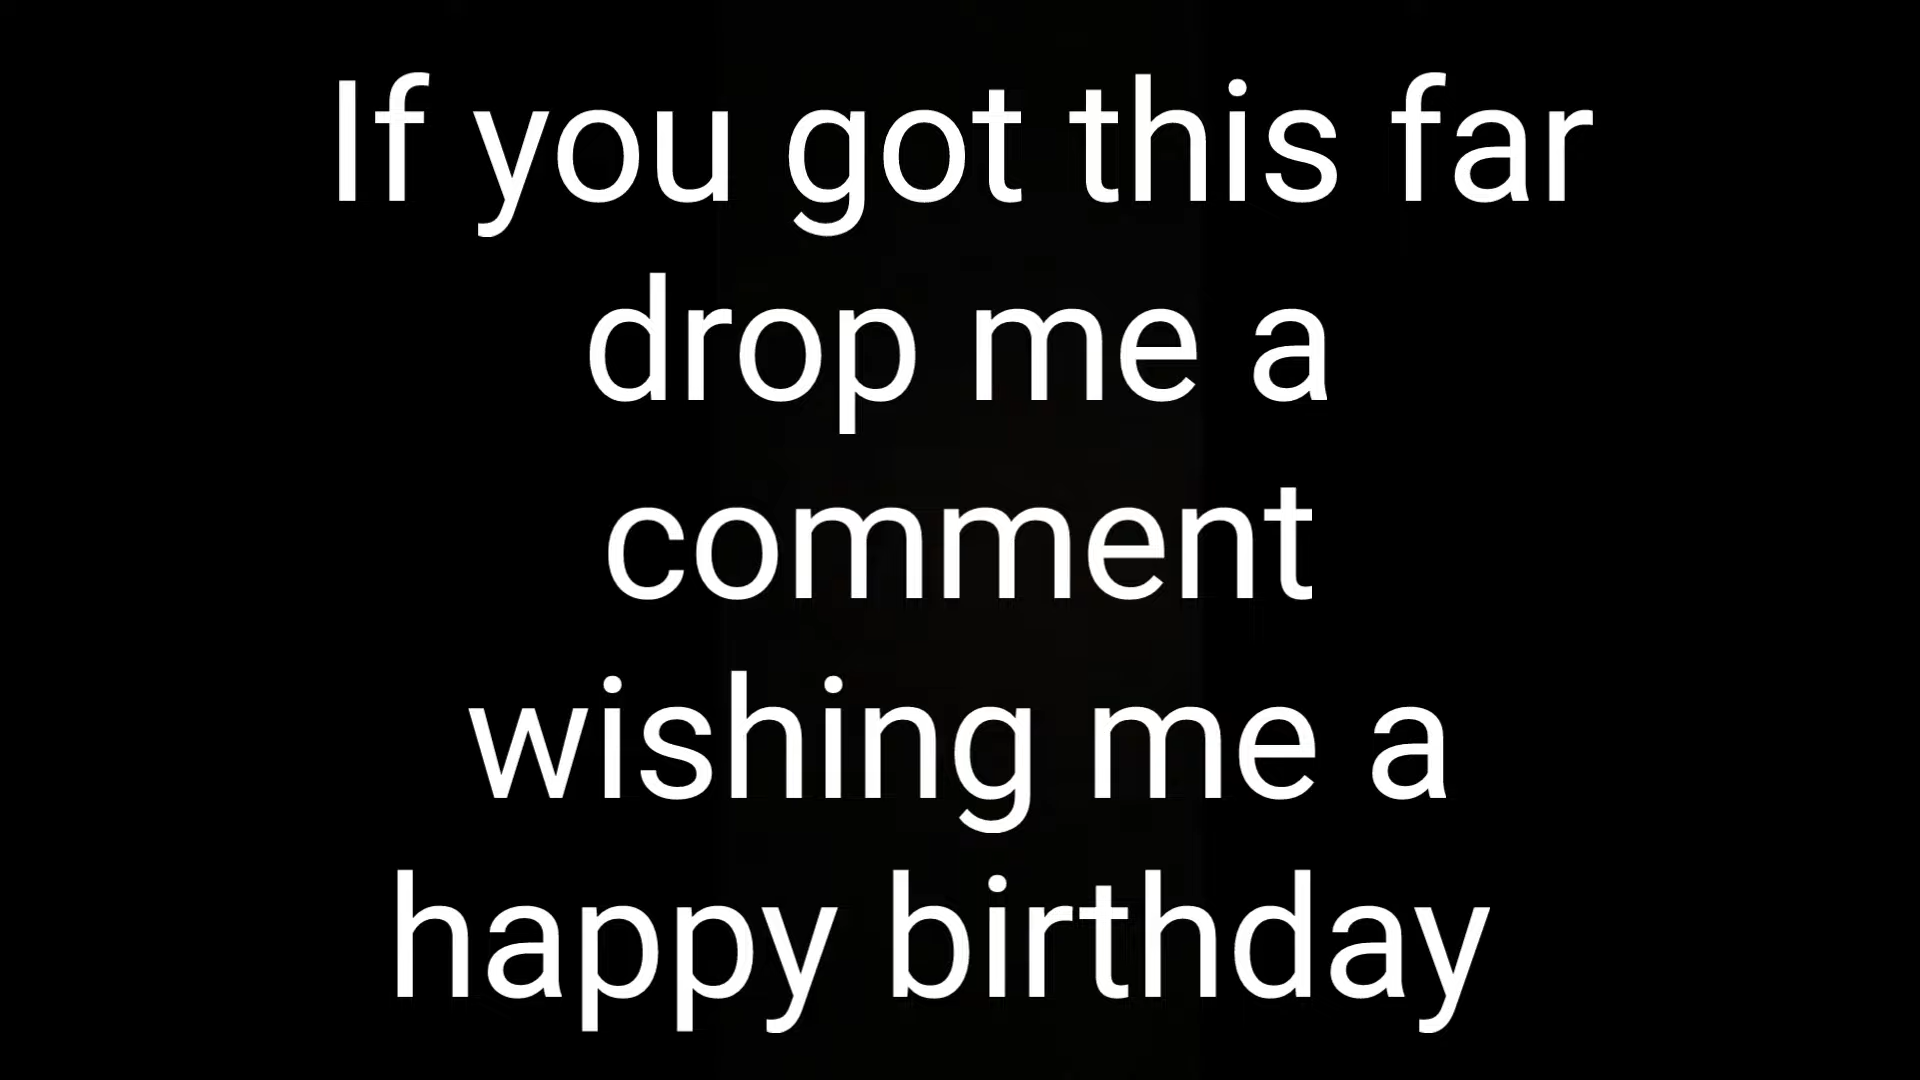 If you got this far
drop me a
comment
wishing me a
happy birthday